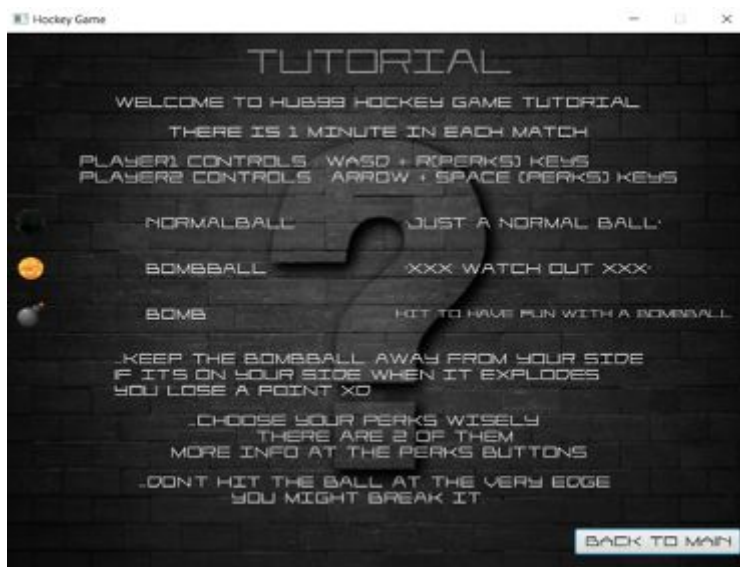 Hockey Game
TUTORIAL
WELCOME TO HUB99 HOCKEY GAME TUTORIAL
THERE IS 1 MINUTE IN EACH MATCH
PLAYER1 CONTROLS WASD + R(PERKS) KEYS
PLAYER2 CONTROLS ARROW + SPACE (PERKS) KEYS
NORMALBALL "JUST A NORMAL BALL"
BOMBBALL "XXX WATCH OUT XXX"
BOMB HIT TO HAVE FUN WITH A BOMBBALL
..KEEP THE BOMBBALL AWAY FROM YOUR SIDE
IF ITS ON YOUR SIDE WHEN IT EXPLODES
YOU LOSE A POINT XD
..CHOOSE YOUR PERKS WISELY
THERE ARE 2 OF THEM
MORE INFO AT THE PERKS BUTTONS
..DONT HIT THE BALL AT THE VERY EDGE
YOU MIGHT BREAK IT
BACK TO MAIN